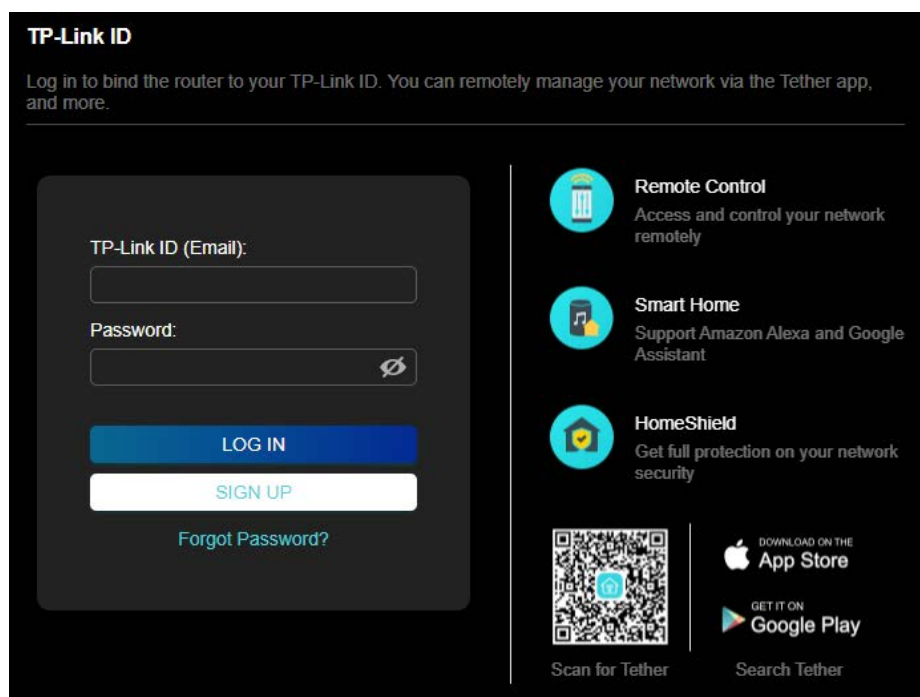 TP-Link ID
Log in to bind the router to your TP-Link ID. You can remotely manage your network via the Tether app,
and more.
TP-Link ID (Email):
Password:
LOG IN
SIGN UP
Forgot Password?
Remote Control
Access and control your network
remotely
Smart Home
Support Amazon Alexa and Google
Assistant
HomeShield
Get full protection on your network
security
Scan for Tether
DOWNLOAD ON THE
App Store
GET IT ON
Google Play
Search Tether